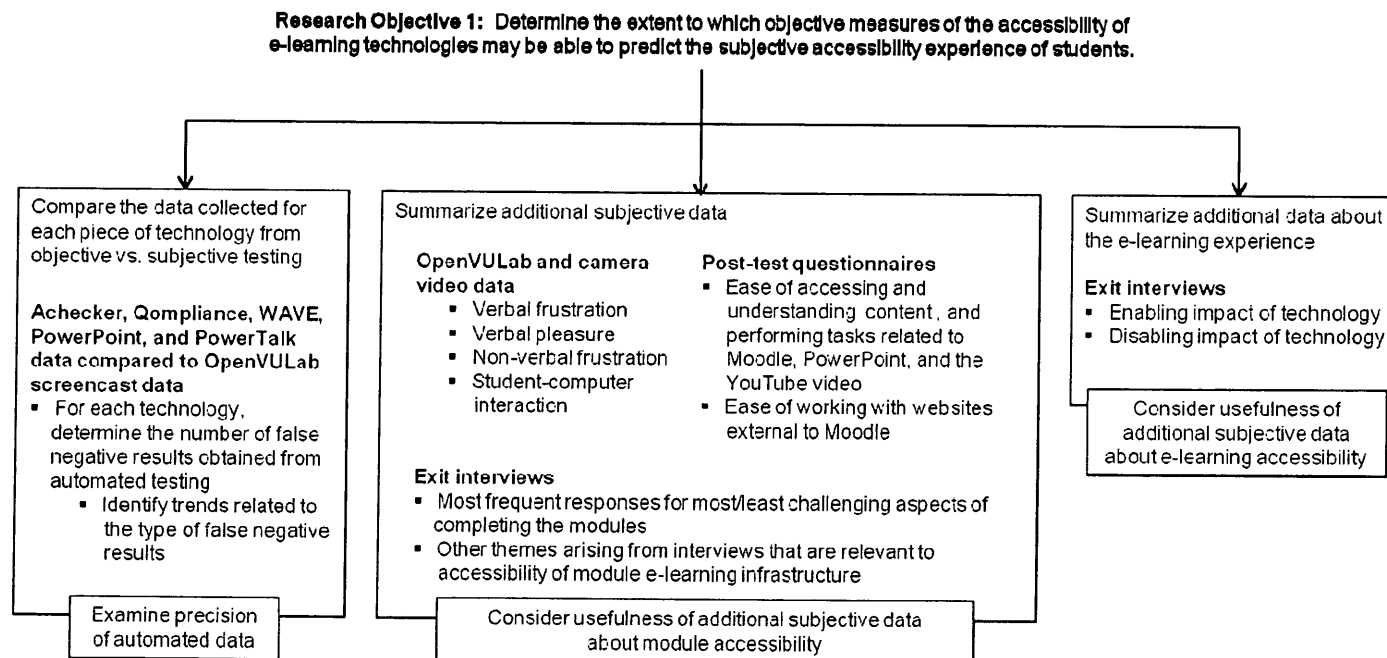 Research Objective 1: Determine the extent to which objective measures of the accessibility of
e-learning technologies may be able to predict the subjective accessibility experience of students.
Compare the data collected for
each piece of technology from
objective vs. subjective testing
Achecker, Qompliance, WAVE,
PowerPoint, and PowerTalk
data compared to OpenVULab
screencast data
▪ For each technology,
determine the number of false
negative results obtained from
automated testing
▪ Identify trends related to
the type of false negative
results
Examine precision
of automated data
Summarize additional subjective data
OpenVULab and camera
video data
▪ Verbal frustration
▪ Verbal pleasure
▪ Non-verbal frustration
▪ Student-computer
interaction
Post-test questionnaires
▪ Ease of accessing and
understanding content, and
performing tasks related to
Moodle, PowerPoint, and the
YouTube video
▪ Ease of working with websites
external to Moodle
Exit interviews
▪ Most frequent responses for most/least challenging aspects of
completing the modules
▪ Other themes arising from interviews that are relevant to
accessibility of module e-learning infrastructure
Consider usefulness of additional subjective data
about module accessibility
Summarize additional data about
the e-learning experience
Exit interviews
▪ Enabling impact of technology
▪ Disabling impact of technology
Consider usefulness of
additional subjective data
about e-learning accessibility